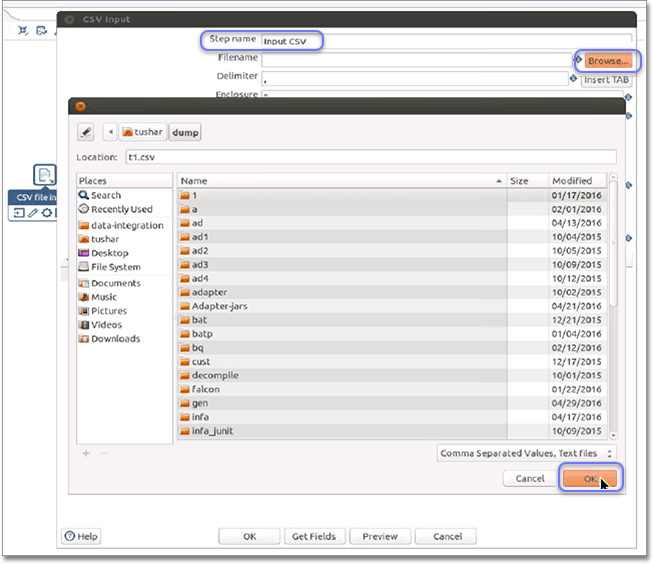 CSV Input
Step name Input CSV
Filename Browse...
Delimiter , Insert TAB
Enclosure "
tushar dump
Location: t1.csv
Places Name Size Modified
Search 1 01/17/2016
Recently Used a 02/01/2016
ad 04/13/2016
data-integration ad1 10/04/2015
tushar ad2 10/05/2015
Desktop ad3 10/09/2015
File System ad4 10/12/2015
Documents adapter 10/02/2015
Music Adapter-jars 04/21/2016
Pictures bat 12/21/2015
Videos batp 01/04/2016
Downloads bq 02/12/2016
cust 12/17/2015
decompile 10/01/2015
falcon 01/22/2016
gen 04/29/2016
infa 04/17/2016
infa_junit 10/09/2015
Comma Separated Values, Text files
Cancel OK
CSV file in
Help OK Get Fields Preview Cancel